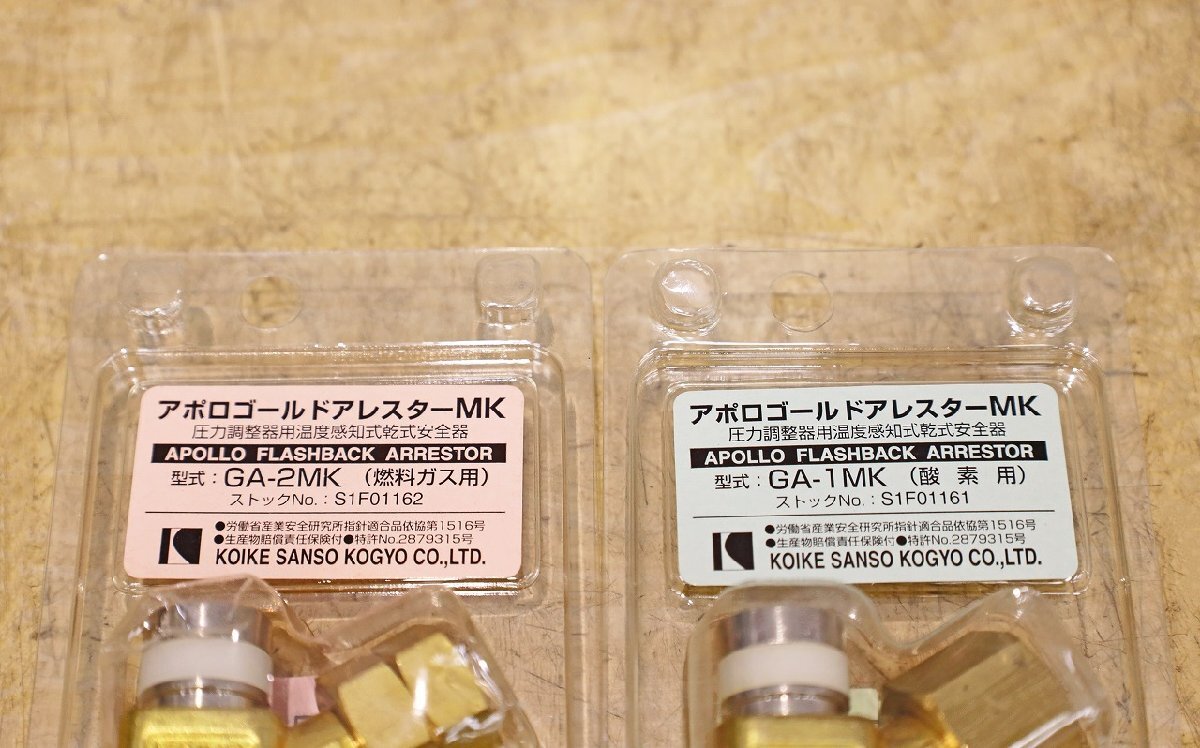 アポロゴールドアレスターMK
圧力調整器用温度感知式乾式安全器
APOLLO FLASHBACK ARRESTOR
型式：GA-2MK（燃料ガス用）
ストックNo.：S1F01162
●労働省産業安全研究所指針適合品依協第1516号
●生産物賠償責任保険付●特許No.2879315号
KOIKE SANSO KOGYO CO.,LTD.
アポロゴールドアレスターMK
圧力調整器用温度感知式乾式安全器
APOLLO FLASHBACK ARRESTOR
型式：GA-1MK（酸素用）
ストックNo.：S1F01161
●労働省産業安全研究所指針適合品依協第1516号
●生産物賠償責任保険付●特許No.2879315号
KOIKE SANSO KOGYO CO.,LTD.